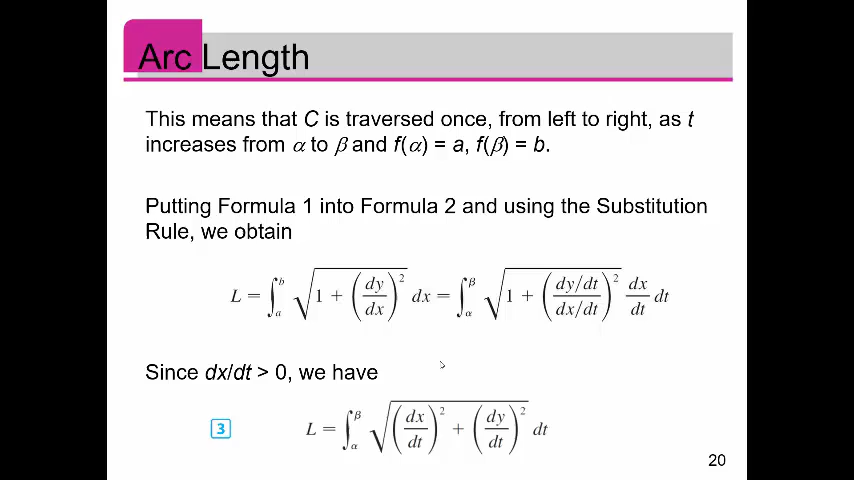 Arc Length
This means that C is traversed once, from left to right, as t
increases from α to β and f(α) = a, f(β) = b.
Putting Formula 1 into Formula 2 and using the Substitution
Rule, we obtain
L = ∫_a^b √(1 + (dy/dx)²) dx = ∫_α^β √(1 + ((dy/dt)/(dx/dt))²) dx/dt dt
Since dx/dt > 0, we have
3 L = ∫_α^β √((dx/dt)² + (dy/dt)²) dt
20